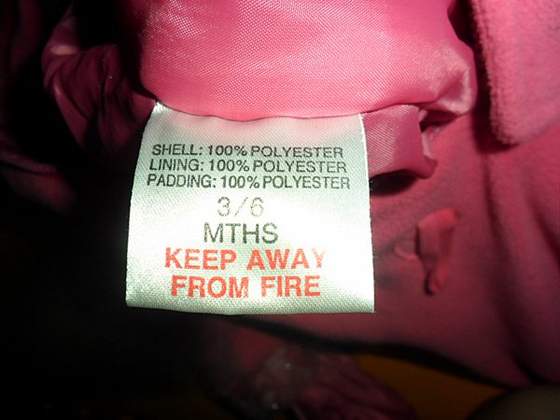 SHELL: 100% POLYESTER
LINING: 100% POLYESTER
PADDING: 100% POLYESTER
3/6
MTHS
KEEP AWAY
FROM FIRE